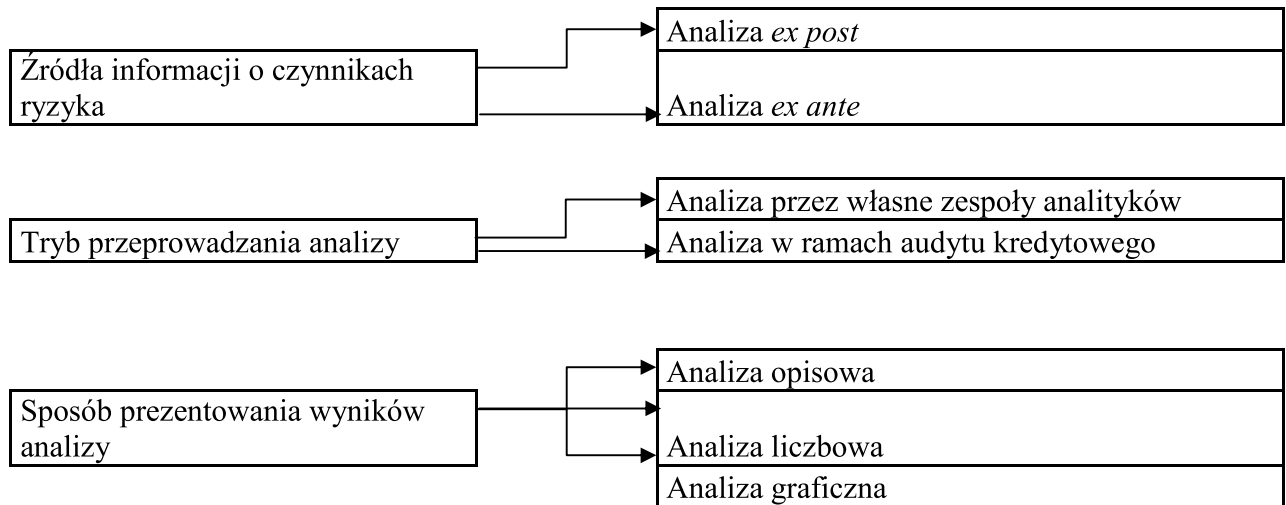 Analiza ex post
Źródła informacji o czynnikach
ryzyka
Analiza ex ante
Analiza przez własne zespoły analityków
Tryb przeprowadzania analizy
Analiza w ramach audytu kredytowego
Analiza opisowa
Sposób prezentowania wyników
analizy
Analiza liczbowa
Analiza graficzna